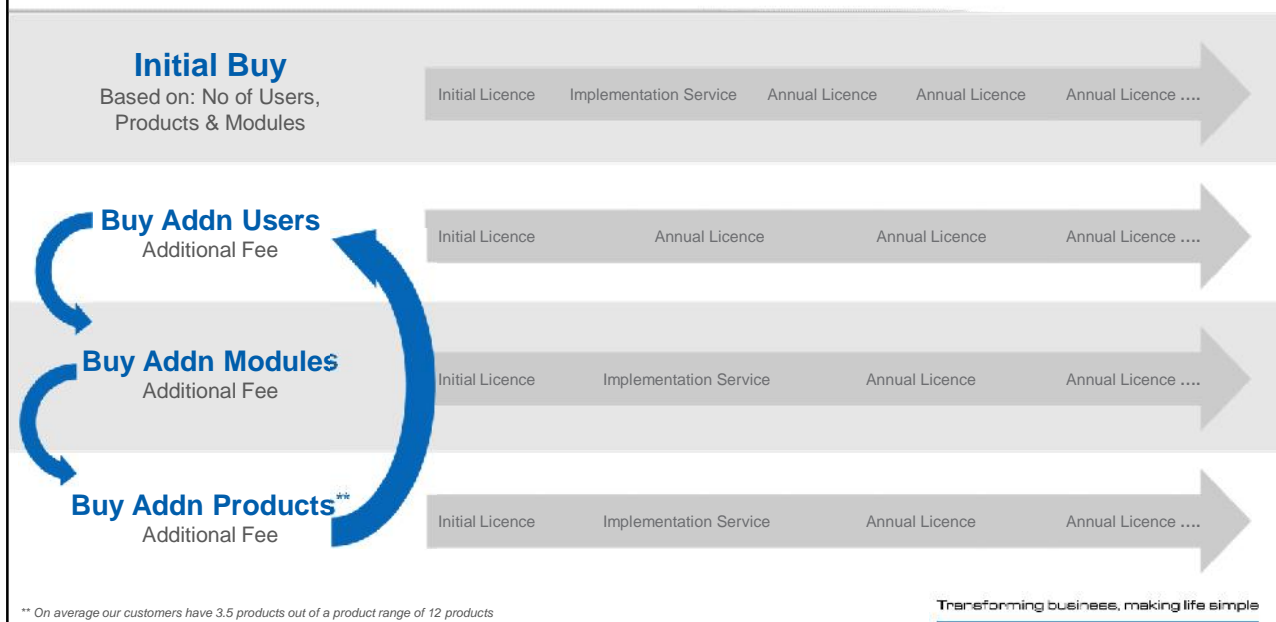 Initial Buy
Based on: No of Users,
Products & Modules
Initial Licence Implementation Service Annual Licence Annual Licence Annual Licence ....
Buy Addn Users
Additional Fee
Initial Licence Annual Licence Annual Licence Annual Licence ....
Buy Addn Modules
Additional Fee
Initial Licence Implementation Service Annual Licence Annual Licence ....
Buy Addn Products**
Additional Fee
Initial Licence Implementation Service Annual Licence Annual Licence ....
** On average our customers have 3.5 products out of a product range of 12 products
Transforming business, making life simple